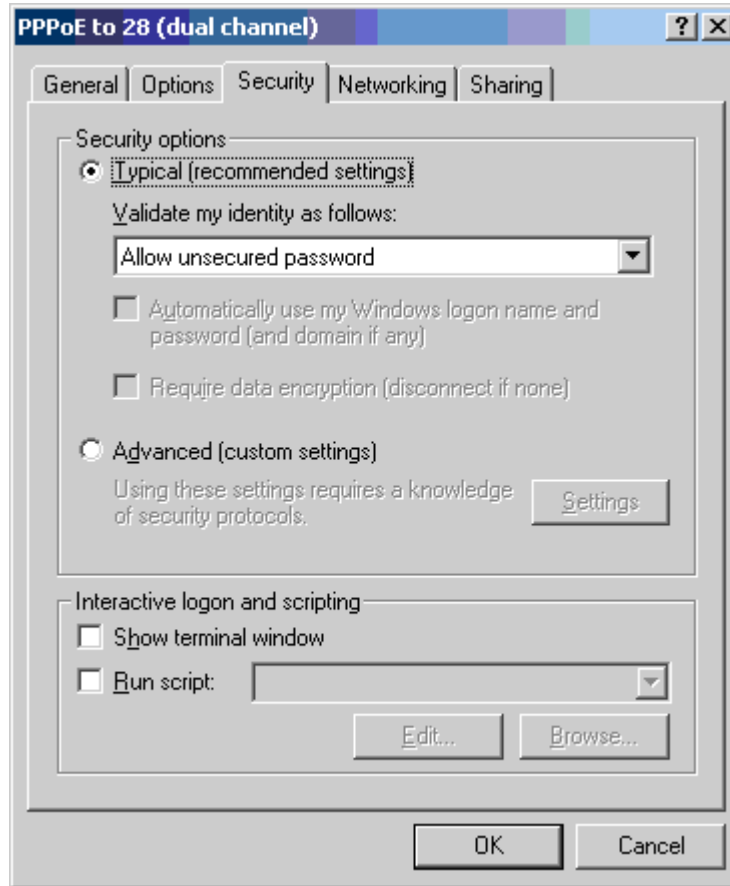 PPPoE to 28 (dual channel)
General Options Security Networking Sharing
Security options
Typical (recommended settings)
Validate my identity as follows:
Allow unsecured password
Automatically use my Windows logon name and
password (and domain if any)
Require data encryption (disconnect if none)
Advanced (custom settings)
Using these settings requires a knowledge
of security protocols.
Settings
Interactive logon and scripting
Show terminal window
Run script:
Edit... Browse...
OK Cancel